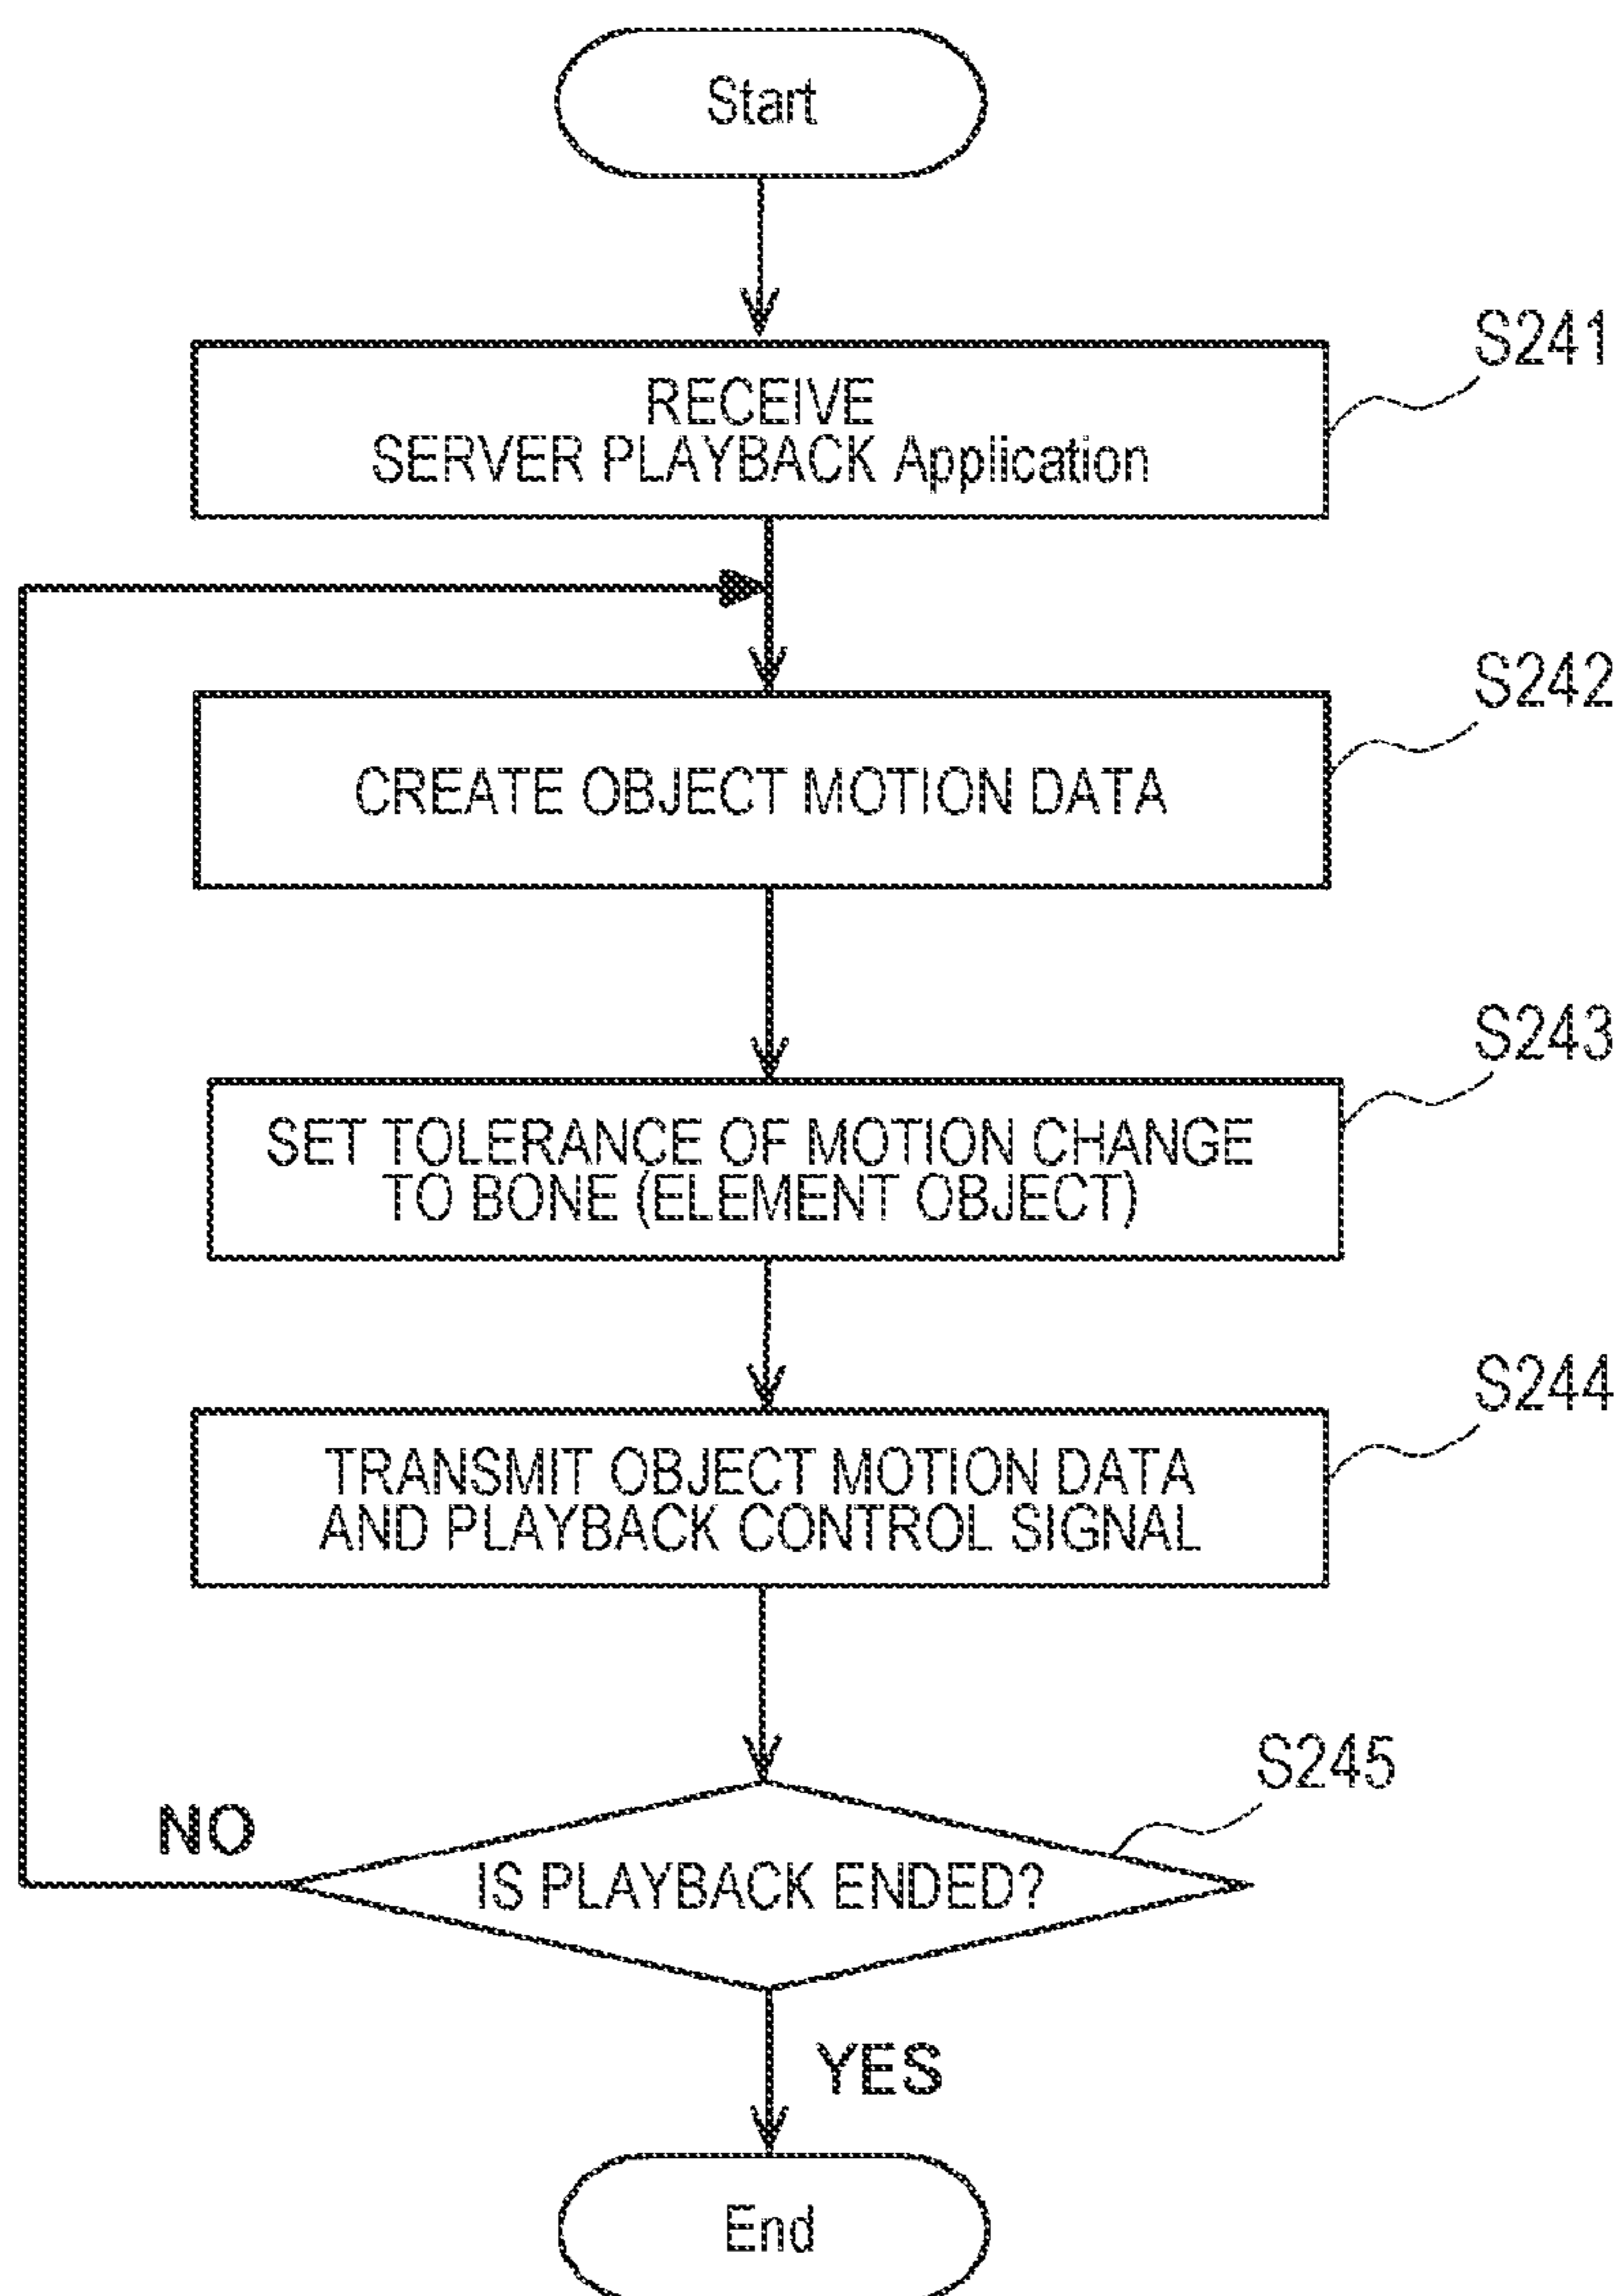 Start
S241
RECEIVE
SERVER PLAYBACK Application
S242
CREATE OBJECT MOTION DATA
S243
SET TOLERANCE OF MOTION CHANGE
TO BONE (ELEMENT OBJECT)
S244
TRANSMIT OBJECT MOTION DATA
AND PLAYBACK CONTROL SIGNAL
S245
NO
IS PLAYBACK ENDED?
YES
End